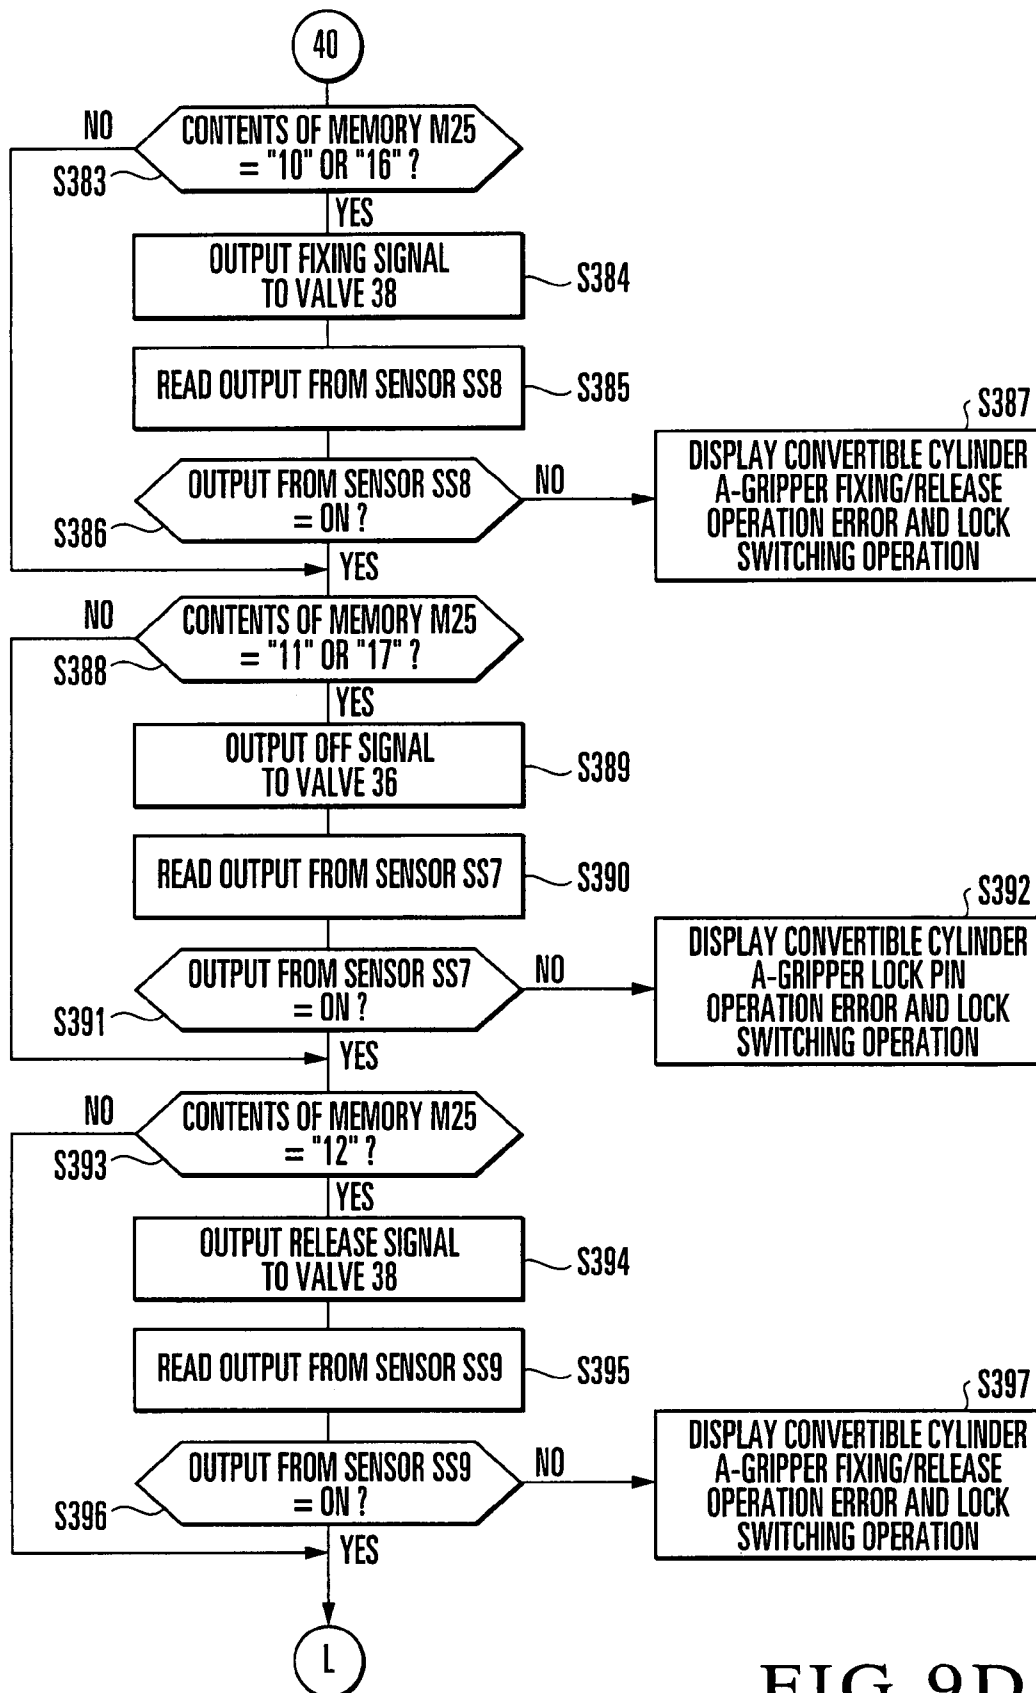 40
CONTENTS OF MEMORY M25
= "10" OR "16" ?
NO
S383
YES
OUTPUT FIXING SIGNAL
TO VALVE 38
S384
READ OUTPUT FROM SENSOR SS8
S385
OUTPUT FROM SENSOR SS8
= ON ?
S386
NO
S387
DISPLAY CONVERTIBLE CYLINDER
A-GRIPPER FIXING/RELEASE
OPERATION ERROR AND LOCK
SWITCHING OPERATION
YES
CONTENTS OF MEMORY M25
= "11" OR "17" ?
NO
S388
YES
OUTPUT OFF SIGNAL
TO VALVE 36
S389
READ OUTPUT FROM SENSOR SS7
S390
OUTPUT FROM SENSOR SS7
= ON ?
S391
NO
S392
DISPLAY CONVERTIBLE CYLINDER
A-GRIPPER LOCK PIN
OPERATION ERROR AND LOCK
SWITCHING OPERATION
YES
CONTENTS OF MEMORY M25
= "12" ?
NO
S393
YES
OUTPUT RELEASE SIGNAL
TO VALVE 38
S394
READ OUTPUT FROM SENSOR SS9
S395
OUTPUT FROM SENSOR SS9
= ON ?
S396
NO
S397
DISPLAY CONVERTIBLE CYLINDER
A-GRIPPER FIXING/RELEASE
OPERATION ERROR AND LOCK
SWITCHING OPERATION
YES
L
FIG.9D